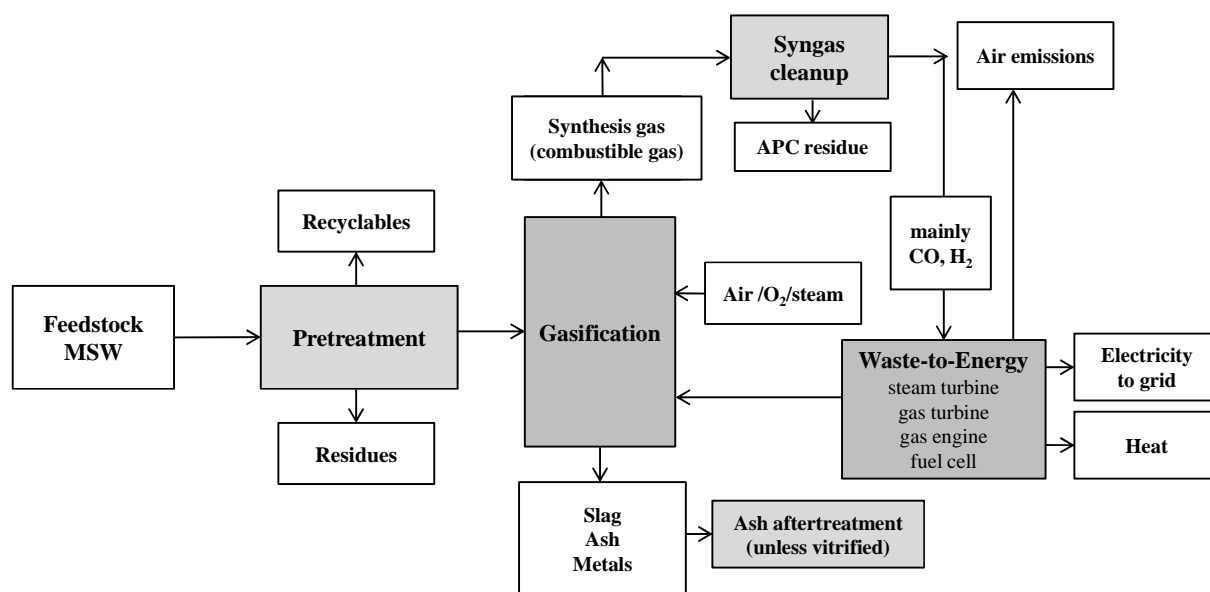 Syngas
cleanup
Air emissions
Synthesis gas
(combustible gas)
APC residue
Recyclables
mainly
CO, H₂
Air /O₂/steam
Feedstock
MSW
Pretreatment
Gasification
Waste-to-Energy
steam turbine
gas turbine
gas engine
fuel cell
Electricity
to grid
Heat
Residues
Slag
Ash
Metals
Ash aftertreatment
(unless vitrified)